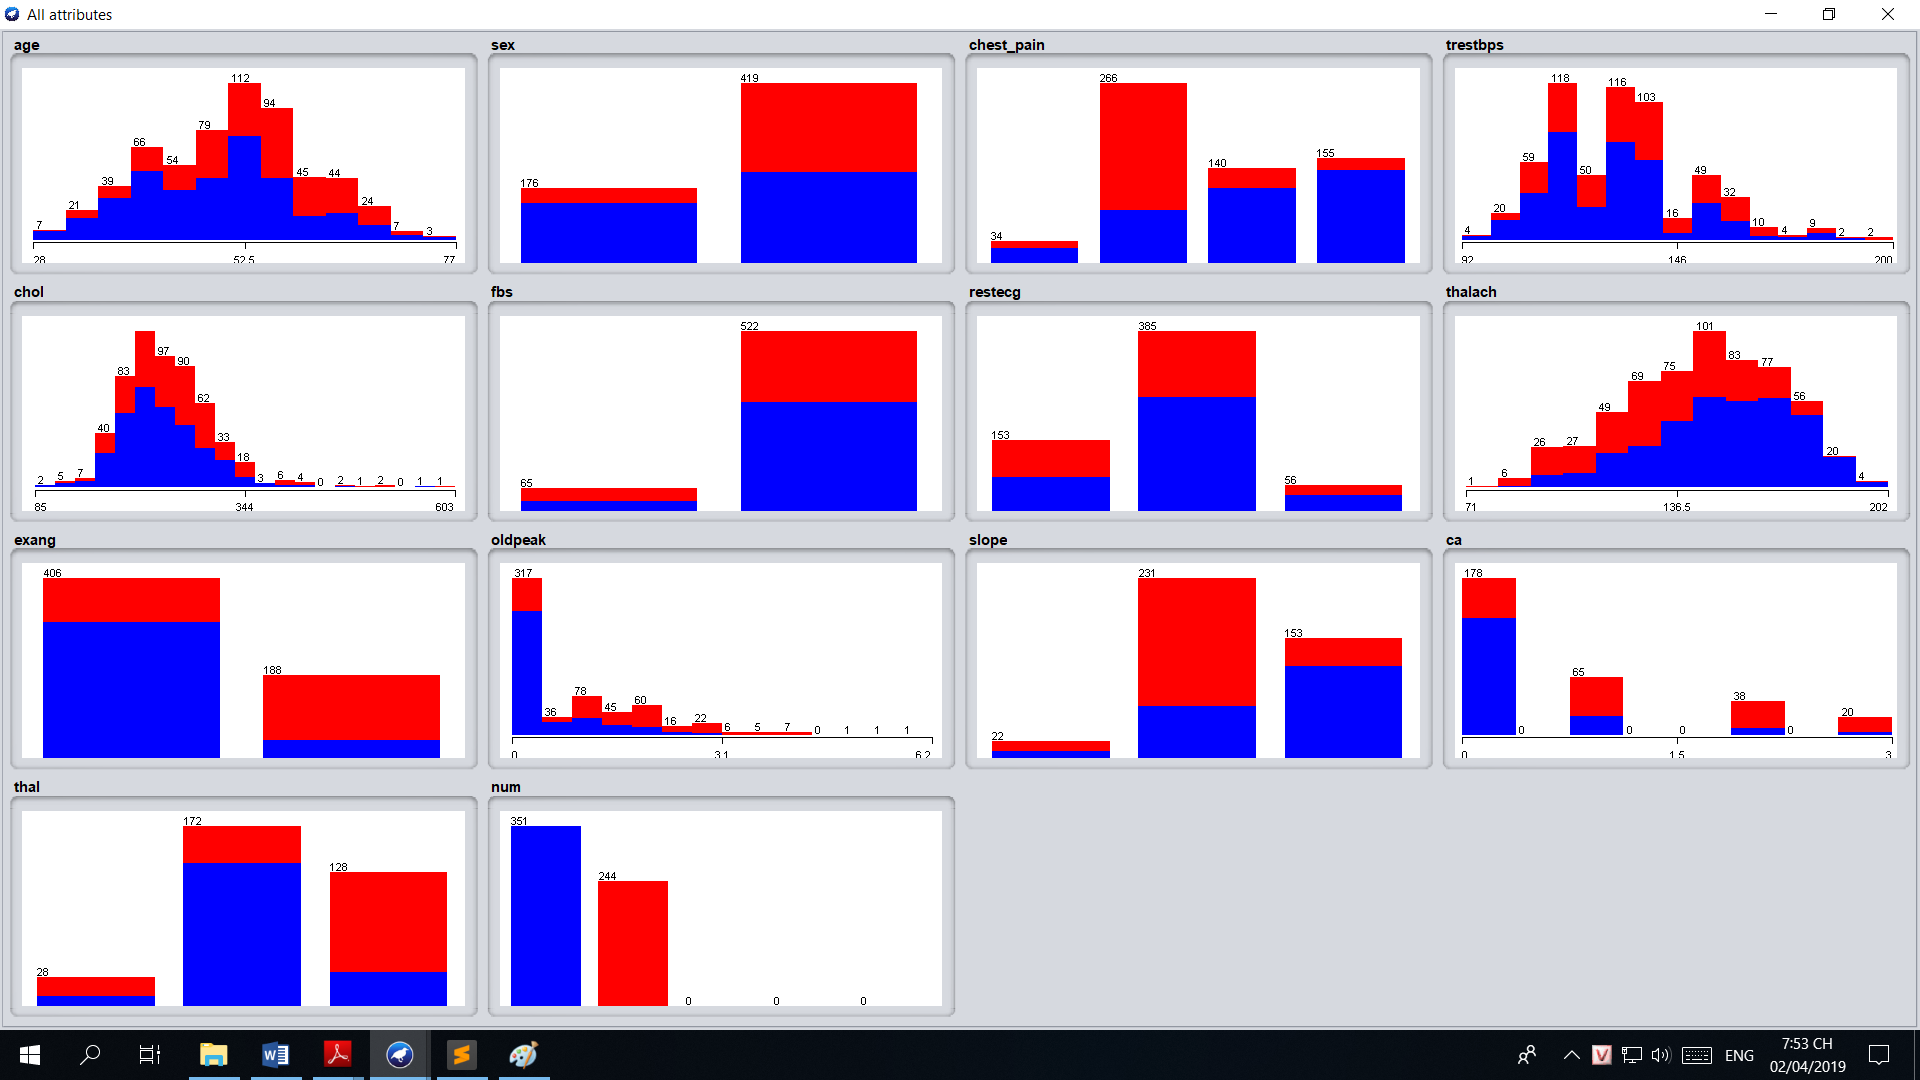 All attributes
age sex chest_pain trestbps
7 21 39 66 54 79 112 94 45 44 24 7 3
28 52.5 77
176 419
34 266 140 155
4 20 59 118 50 116 103 16 49 32 10 4 9 2 2
92 146 200
chol fbs restecg thalach
2 5 7 40 83 97 90 62 33 18 3 6 4 0 2 1 2 0 1 1
85 344 603
65 522
153 385 56
1 6 26 27 49 69 75 101 83 77 56 20 4
71 136.5 202
exang oldpeak slope ca
406 188
317 36 78 45 60 16 22 6 5 7 0 1 1 1
0 3.1 6.2
22 231 153
178 0 65 0 0 38 0 20
0 1.5 3
thal num
28 172 128
351 244 0 0 0
ENG
7:53 CH
02/04/2019